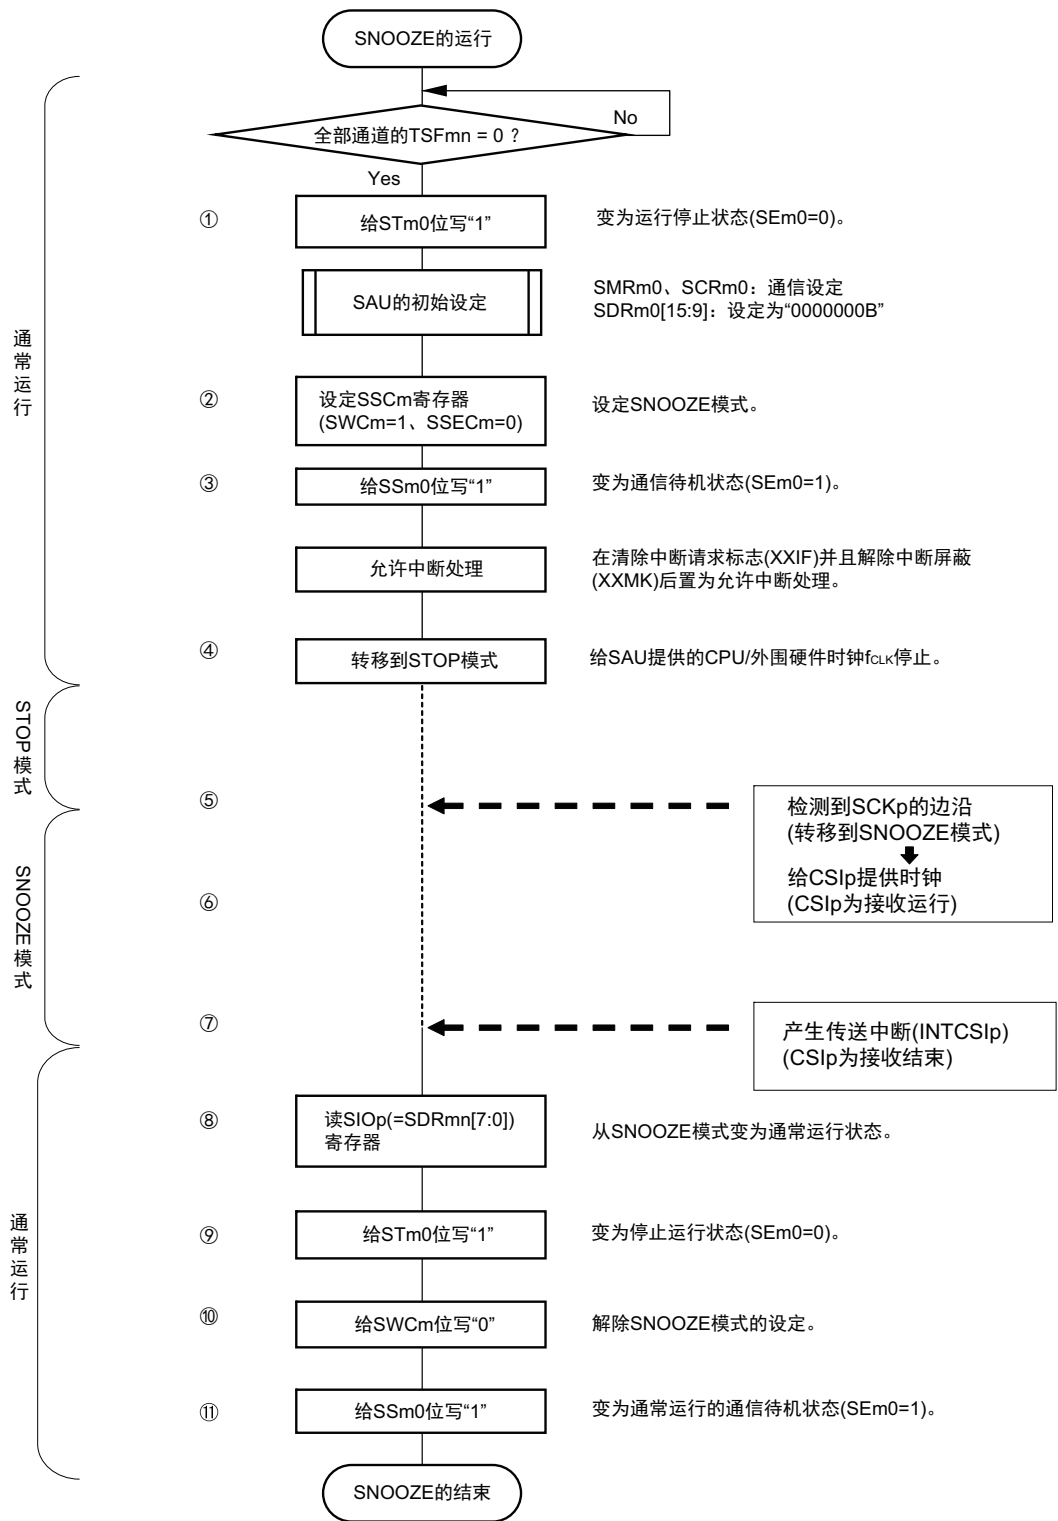 SNOOZE的运行
No
全部通道的TSFmn = 0 ?
Yes
①
给STm0位写“1”
变为运行停止状态(SEm0=0)。
SAU的初始设定
SMRm0、SCRm0：通信设定
SDRm0[15:9]：设定为“0000000B”
通常运行
②
设定SSCm寄存器
(SWCm=1、SSECm=0)
设定SNOOZE模式。
③
给SSm0位写“1”
变为通信待机状态(SEm0=1)。
允许中断处理
在清除中断请求标志(XXIF)并且解除中断屏蔽
(XXMK)后置为允许中断处理。
④
转移到STOP模式
给SAU提供的CPU/外围硬件时钟fCLK停止。
STOP模式
⑤
检测到SCKp的边沿
(转移到SNOOZE模式)
给CSIp提供时钟
(CSIp为接收运行)
⑥
SNOOZE模式
⑦
产生传送中断(INTCSIp)
(CSIp为接收结束)
⑧
读SIOp(=SDRmn[7:0])
寄存器
从SNOOZE模式变为通常运行状态。
通常运行
⑨
给STm0位写“1”
变为停止运行状态(SEm0=0)。
⑩
给SWCm位写“0”
解除SNOOZE模式的设定。
⑪
给SSm0位写“1”
变为通常运行的通信待机状态(SEm0=1)。
SNOOZE的结束